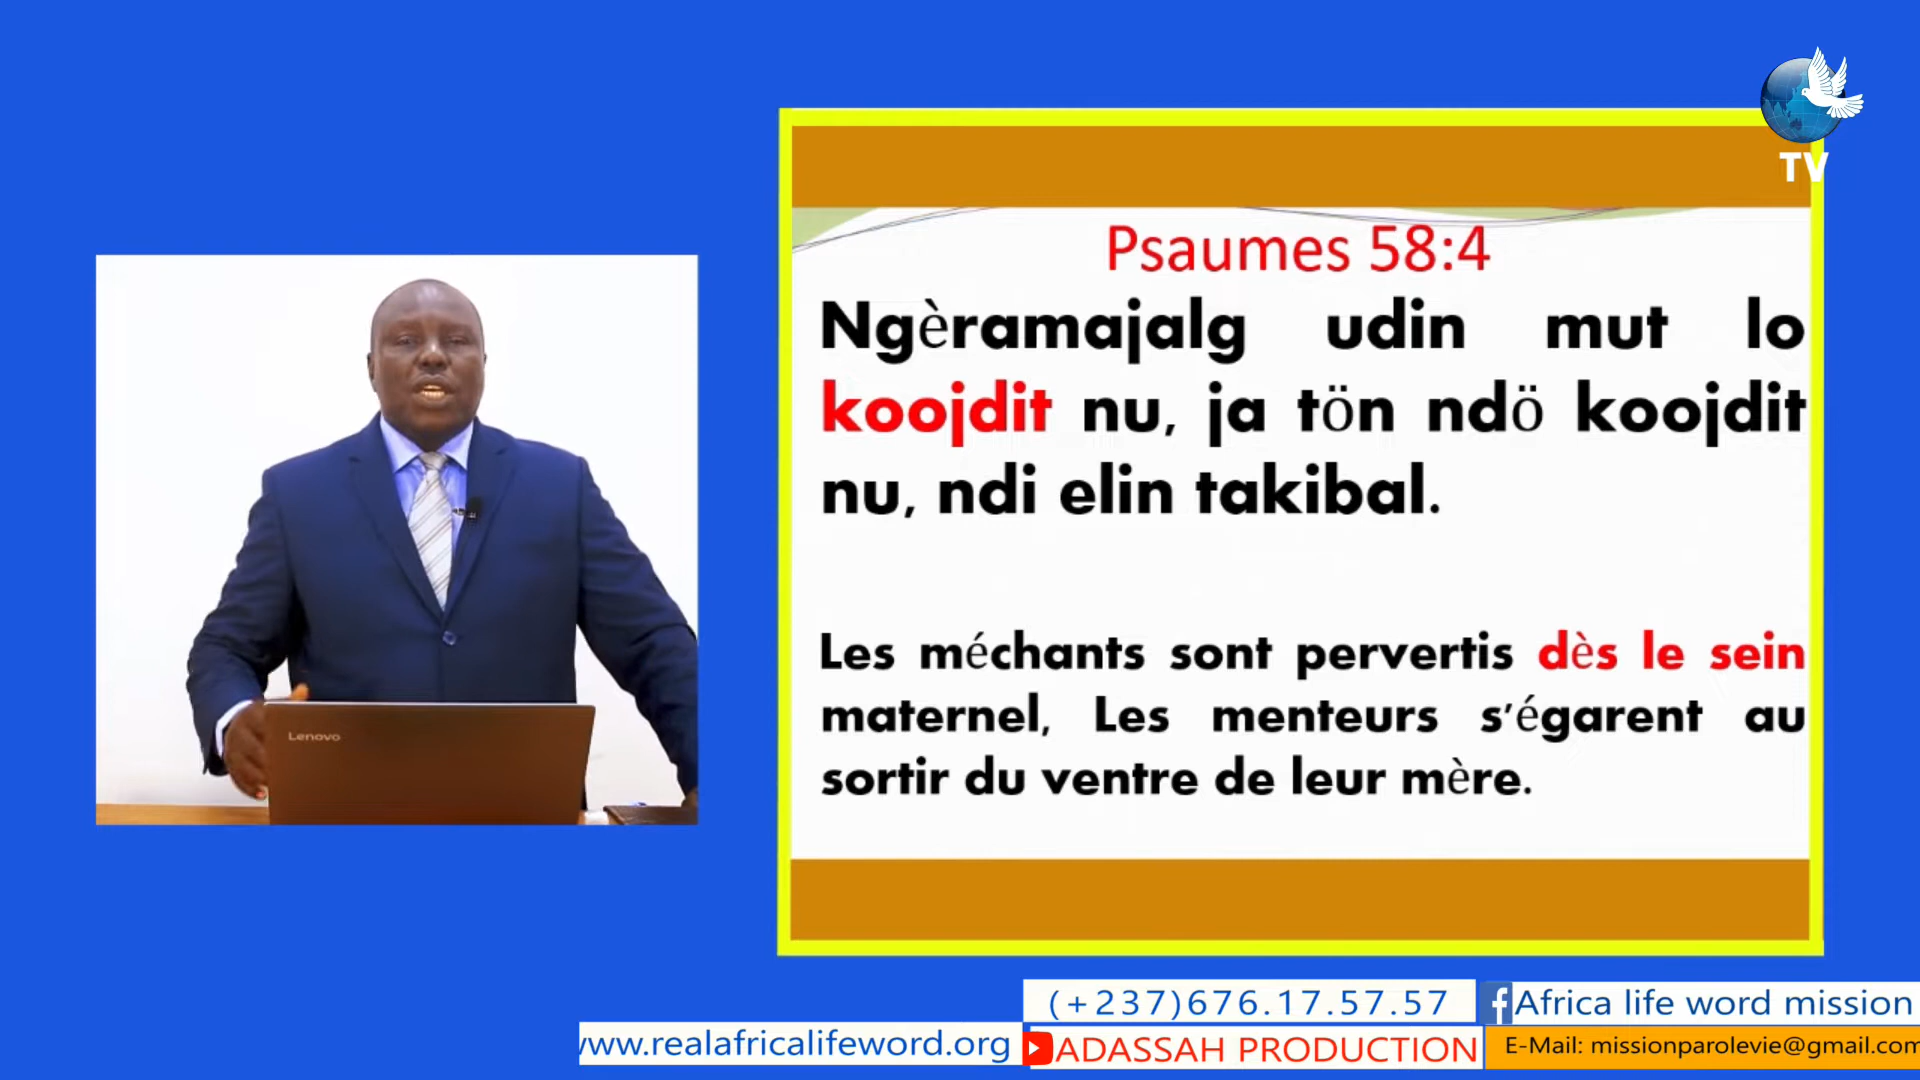 TV
Psaumes 58:4
Ngèramajalg udin mut lo
koojdit nu, ja tön ndö koojdit
nu, ndi elin takibal.
Les méchants sont pervertis dès le sein
maternel, Les menteurs s'égarent au
sortir du ventre de leur mère.
Lenovo
(+237)676.17.57.57
Africa life word mission
www.realafricalifeword.org
ADASSAH PRODUCTION
E-Mail: missionparolevie@gmail.com